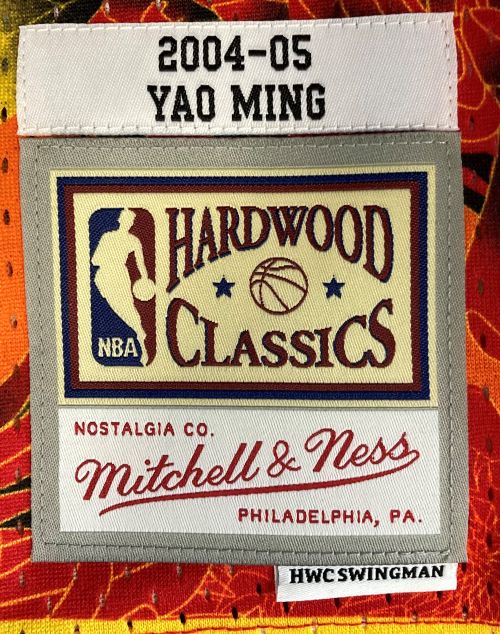 2004-05
YAO MING
HARDWOOD
CLASSICS
NBA
NOSTALGIA CO.
Mitchell & Ness
PHILADELPHIA, PA.
HWC SWINGMAN